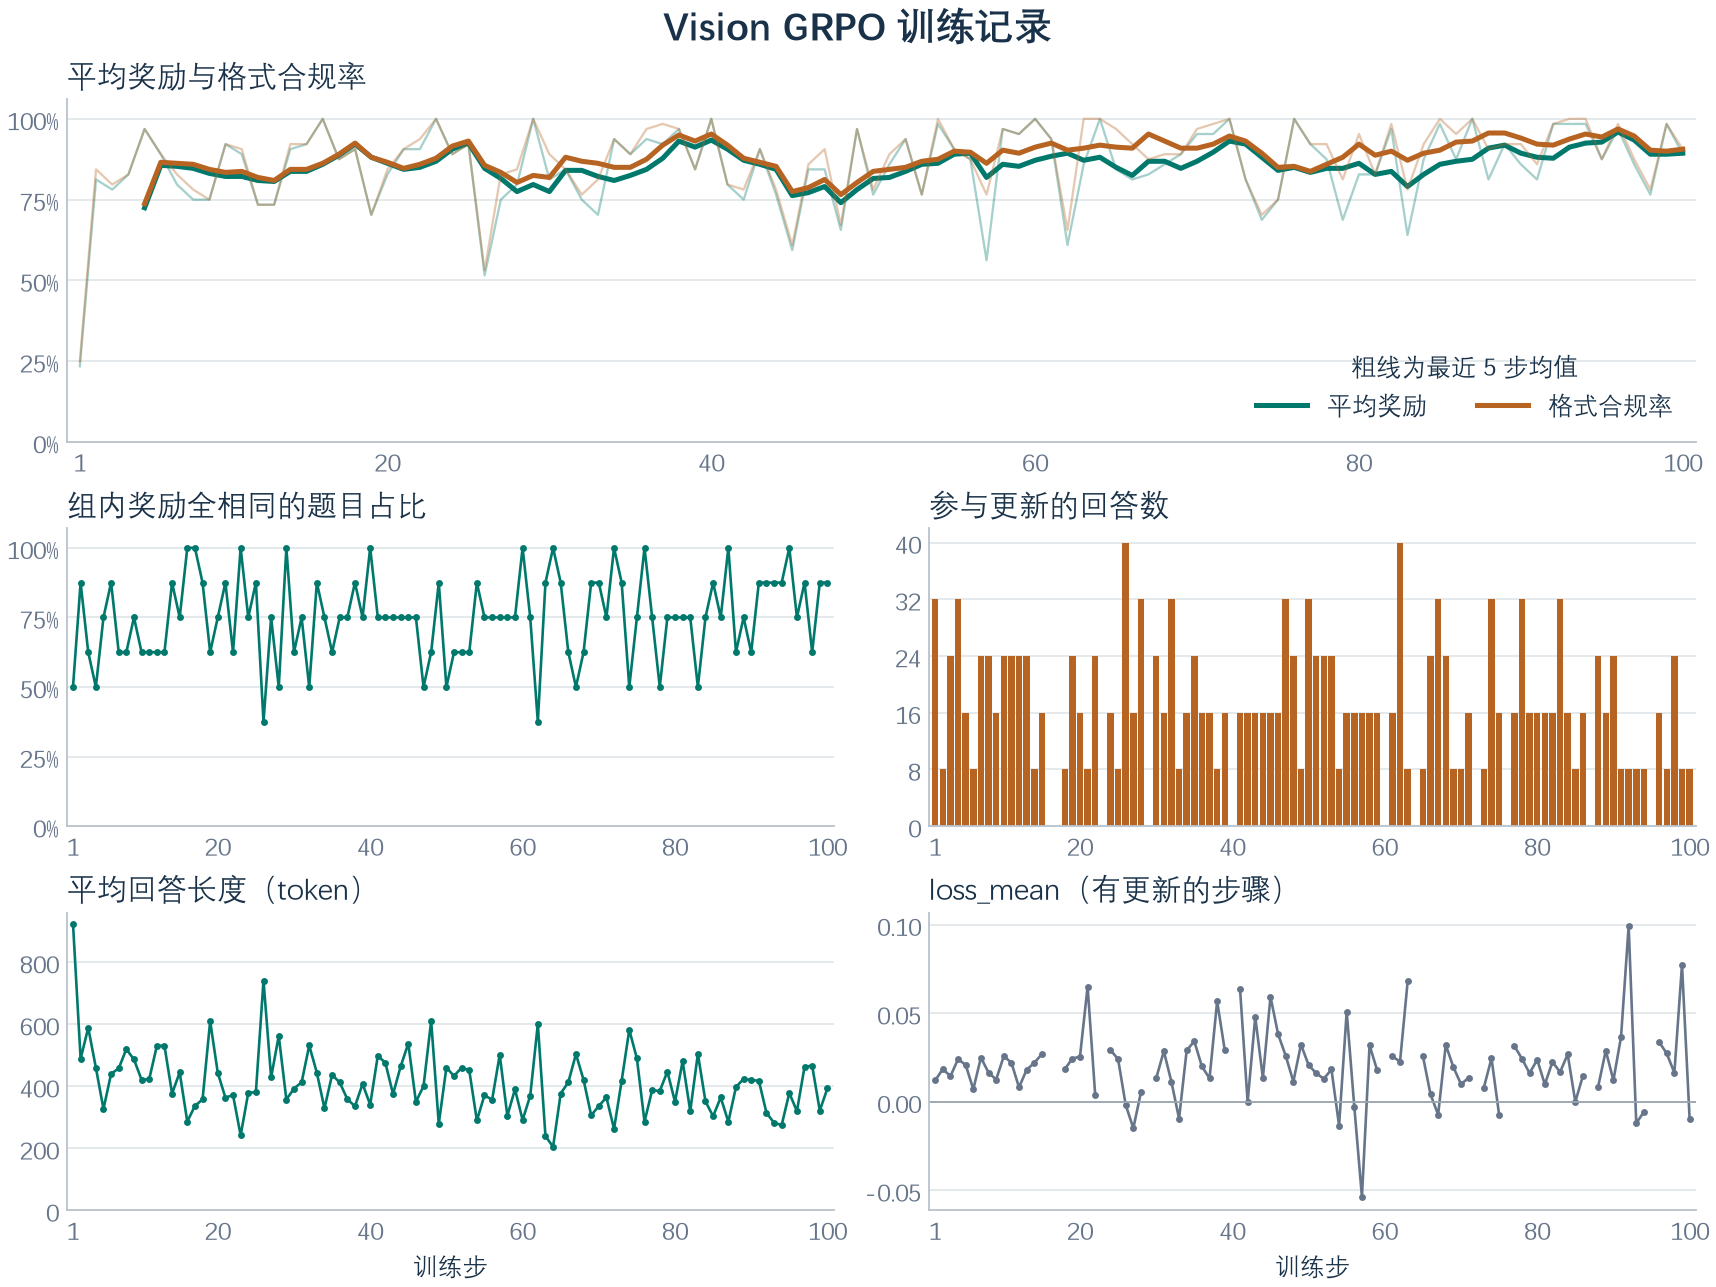 Vision GRPO 训练记录
平均奖励与格式合规率
100%
75%
50%
25%
0%
粗线为最近 5 步均值
平均奖励 格式合规率
1 20 40 60 80 100
组内奖励全相同的题目占比
100%
75%
50%
25%
0%
1 20 40 60 80 100
参与更新的回答数
40
32
24
16
8
0
1 20 40 60 80 100
平均回答长度（token）
800
600
400
200
0
1 20 40 60 80 100
训练步
loss_mean（有更新的步骤）
0.10
0.05
0.00
-0.05
1 20 40 60 80 100
训练步